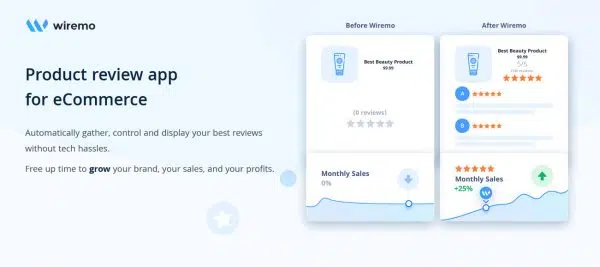 wiremo
Product review app
for eCommerce
Automatically gather, control and display your best reviews
without tech hassles.
Free up time to grow your brand, your sales, and your profits.
Before Wiremo
Best Beauty Product
$9.99
(0 reviews)
Monthly Sales
0%
After Wiremo
Best Beauty Product
$9.99
5/5
A
B
Monthly Sales
+25%